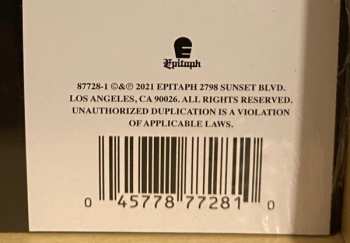 Epitaph
87728-1 ©&℗ 2021 EPITAPH 2798 SUNSET BLVD.
LOS ANGELES, CA 90026. ALL RIGHTS RESERVED.
UNAUTHORIZED DUPLICATION IS A VIOLATION
OF APPLICABLE LAWS.
0 45778 77281 0